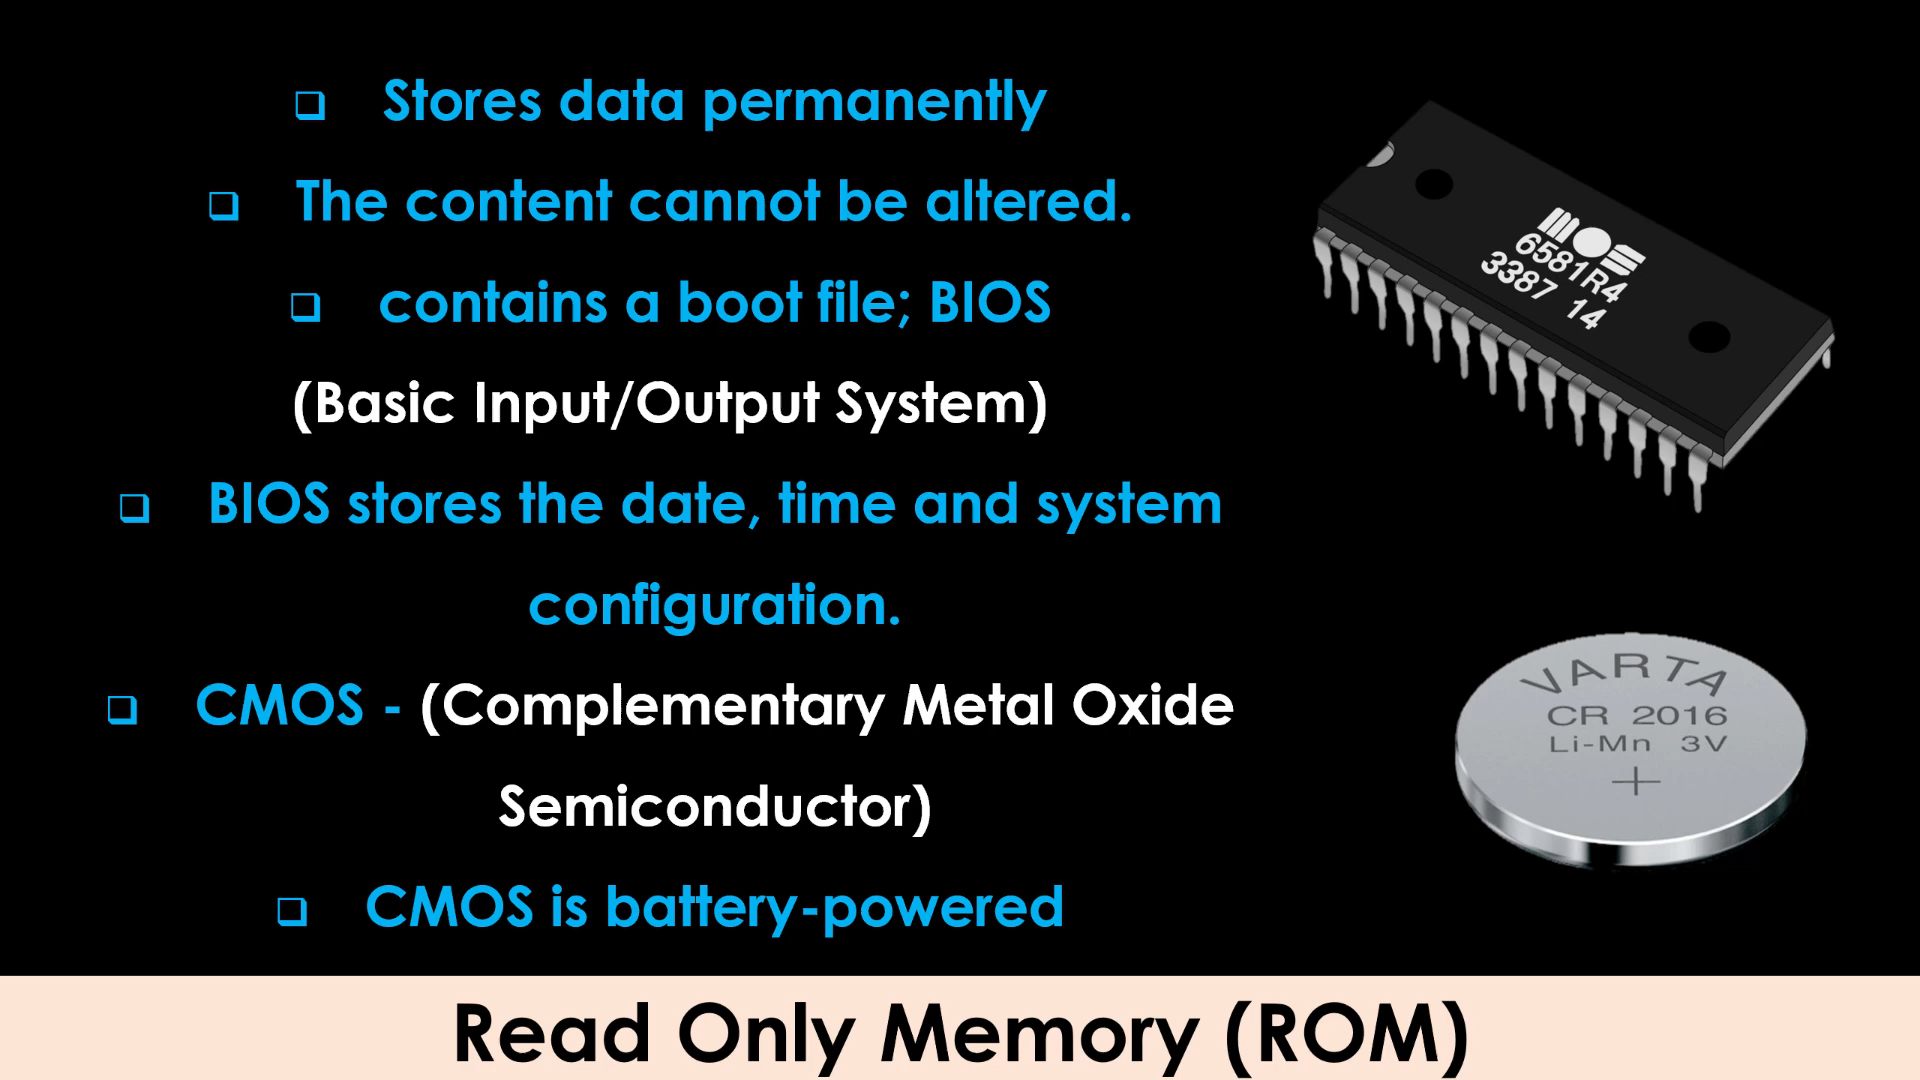 ❑ Stores data permanently
❑ The content cannot be altered.
❑ contains a boot file; BIOS
(Basic Input/Output System)
❑ BIOS stores the date, time and system
configuration.
❑ CMOS - (Complementary Metal Oxide
Semiconductor)
❑ CMOS is battery-powered
mos
6581R4
3387 14
VARTA
CR 2016
Li-Mn 3V
+
Read Only Memory (ROM)